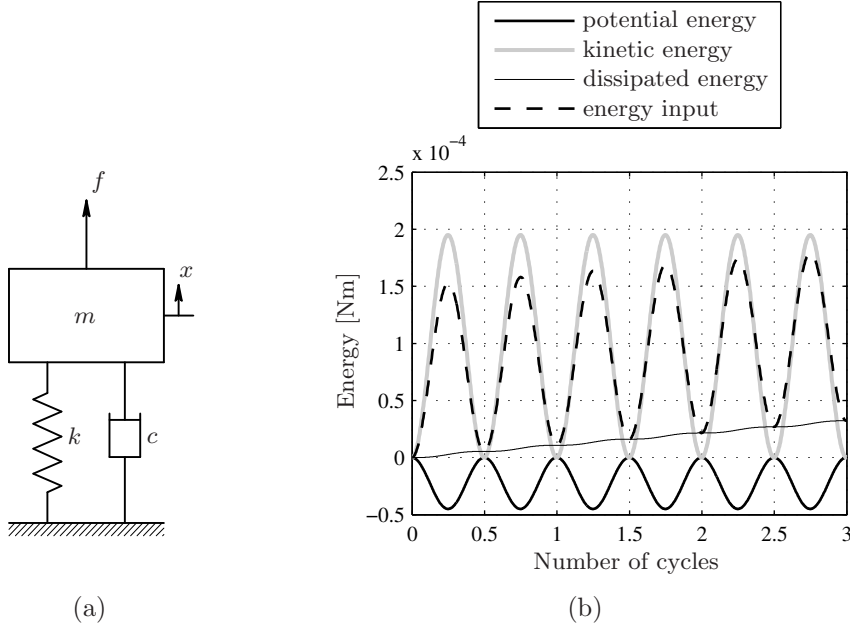 potential energy
kinetic energy
dissipated energy
energy input
f
x
m
k
c
(a)
x 10⁻⁴
2.5
2
1.5
1
0.5
0
−0.5
Energy [Nm]
0 0.5 1 1.5 2 2.5 3
Number of cycles
(b)